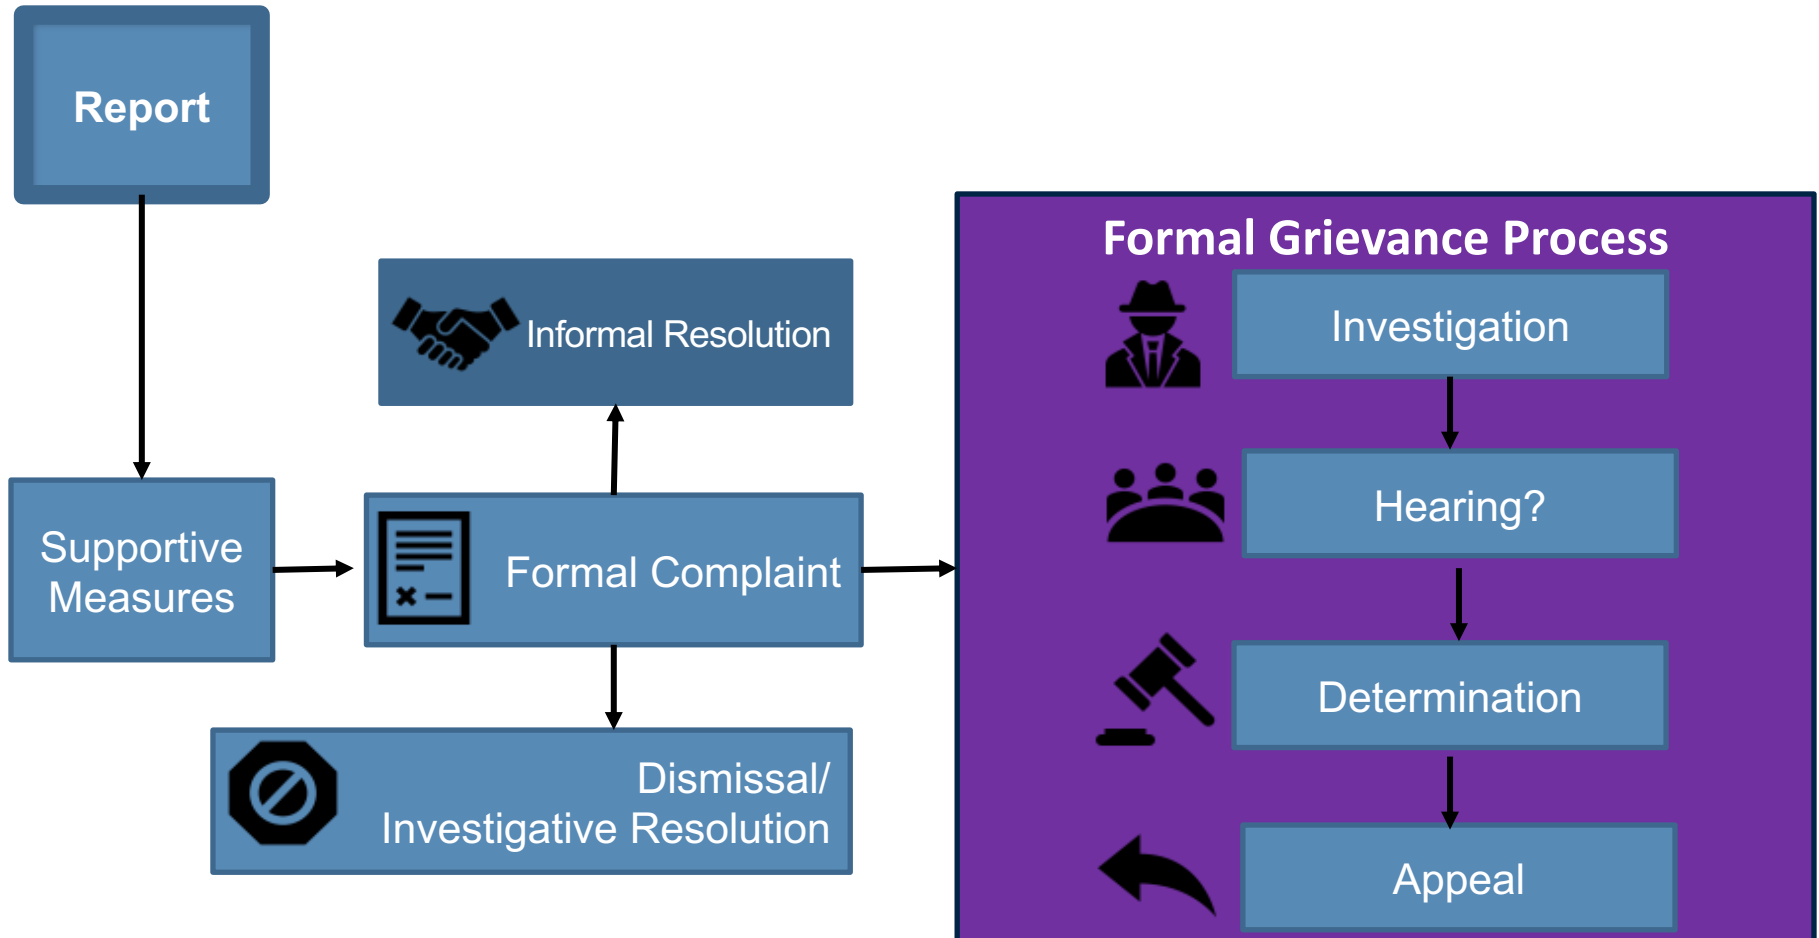 Report
Supportive
Measures
Informal Resolution
Formal Complaint
Dismissal/
Investigative Resolution
Formal Grievance Process
Investigation
Hearing?
Determination
Appeal